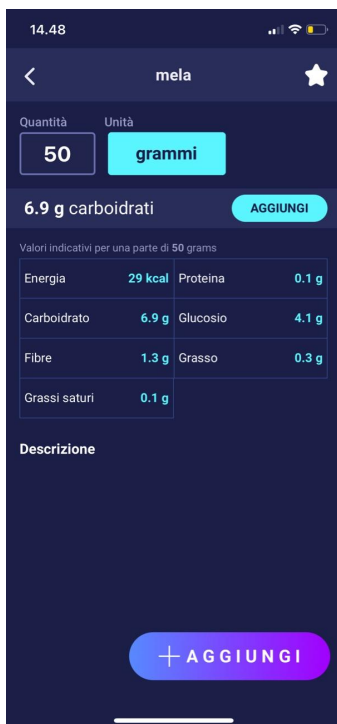 14.48
mela
Quantità Unità
50 grammi
6.9 g carboidrati AGGIUNGI
Valori indicativi per una parte di 50 grams
Energia 29 kcal Proteina 0.1 g
Carboidrato 6.9 g Glucosio 4.1 g
Fibre 1.3 g Grasso 0.3 g
Grassi saturi 0.1 g
Descrizione
+ AGGIUNGI